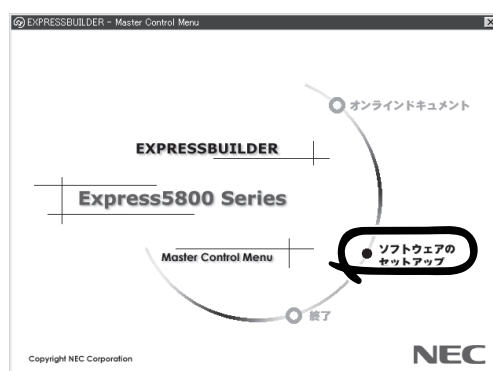 EXPRESSBUILDER - Master Control Menu
オンラインドキュメント
EXPRESSBUILDER
Express5800 Series
ソフトウェアの
セットアップ
Master Control Menu
終了
Copyright NEC Corporation
NEC